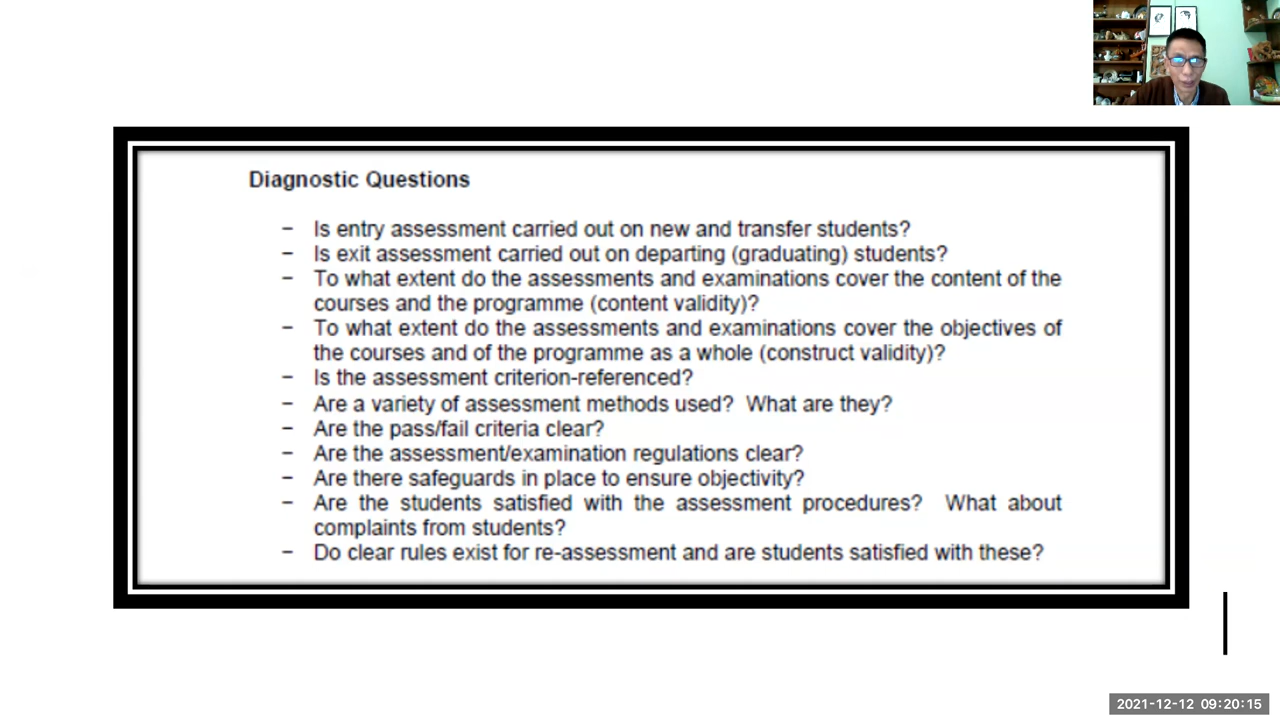 Diagnostic Questions
– Is entry assessment carried out on new and transfer students?
– Is exit assessment carried out on departing (graduating) students?
– To what extent do the assessments and examinations cover the content of the
courses and the programme (content validity)?
– To what extent do the assessments and examinations cover the objectives of
the courses and of the programme as a whole (construct validity)?
– Is the assessment criterion-referenced?
– Are a variety of assessment methods used?  What are they?
– Are the pass/fail criteria clear?
– Are the assessment/examination regulations clear?
– Are there safeguards in place to ensure objectivity?
– Are the students satisfied with the assessment procedures?  What about
complaints from students?
– Do clear rules exist for re-assessment and are students satisfied with these?
2021-12-12 09:20:15